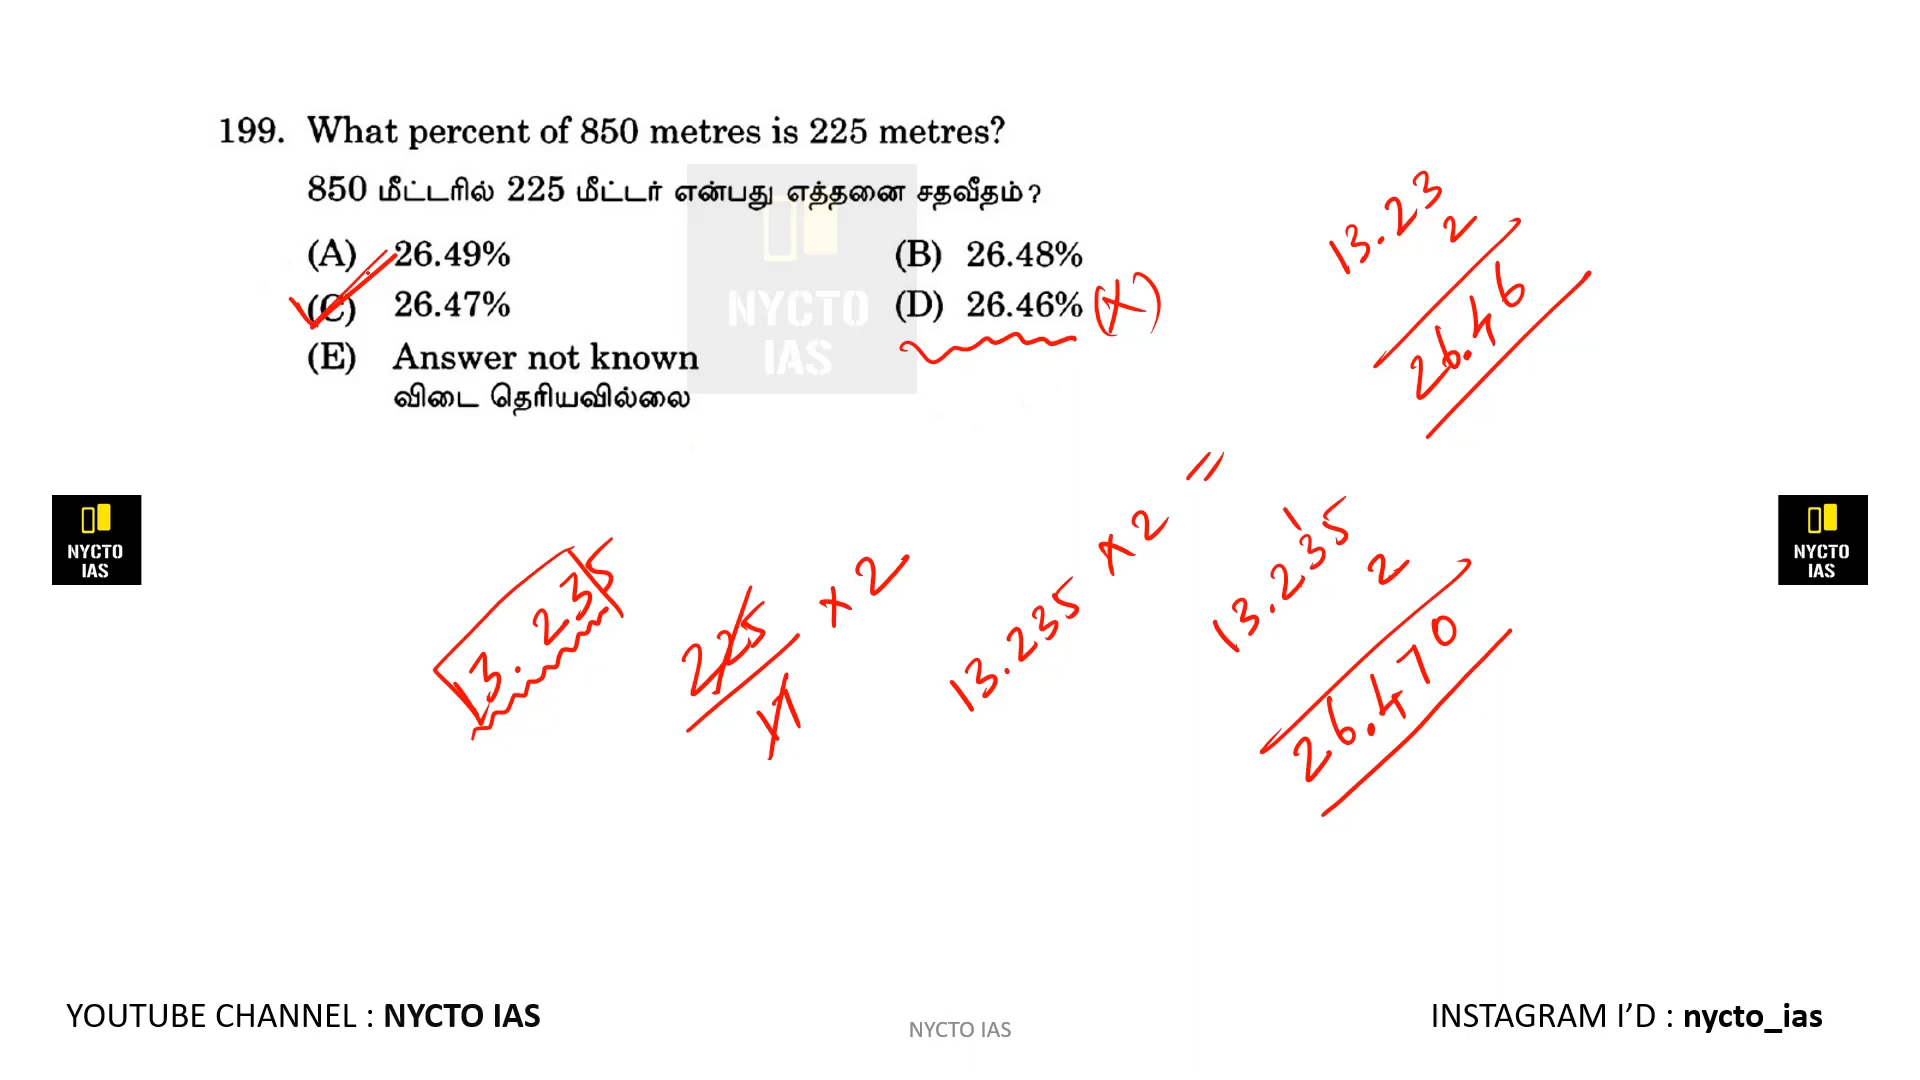 199. What percent of 850 metres is 225 metres?
850 மீட்டரில் 225 மீட்டர் என்பது எத்தனை சதவீதம்?
(A) 26.49%
(B) 26.48%
(C) 26.47%
(D) 26.46% (X)
(E) Answer not known
விடை தெரியவில்லை
NYCTO
IAS
13.23
2
26.46
NYCTO
IAS
NYCTO
IAS
13.235
225
17
× 2
13.235 × 2 =
1
13.235
2
26.470
YOUTUBE CHANNEL : NYCTO IAS
NYCTO IAS
INSTAGRAM I’D : nycto_ias